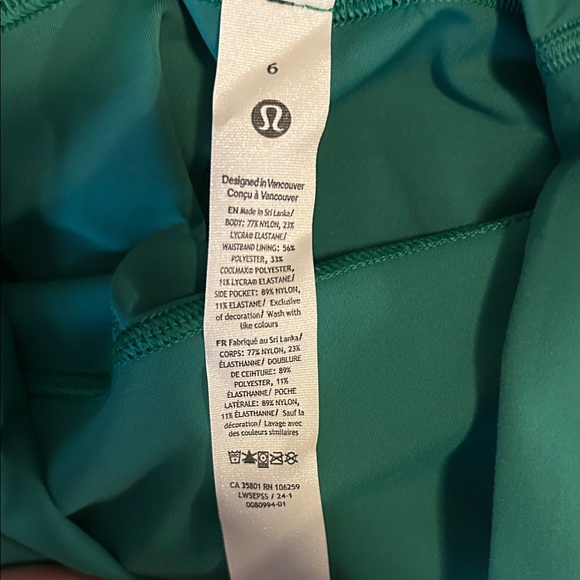 6
Designed in Vancouver
Conçu à Vancouver
EN Made in Sri Lanka/
BODY: 77% NYLON, 23%
LYCRA® ELASTANE/
WAISTBAND LINING: 56%
POLYESTER, 33%
COOLMAX® POLYESTER,
11% LYCRA® ELASTANE/
SIDE POCKET: 89% NYLON,
11% ELASTANE/ Exclusive
of decoration/ Wash with
like colours
FR Fabriqué au Sri Lanka/
CORPS: 77% NYLON, 23%
ÉLASTHANNE/ DOUBLURE
DE CEINTURE: 89%
POLYESTER, 11%
ÉLASTHANNE/ POCHE
LATÉRALE: 89% NYLON,
11% ÉLASTHANNE/ Sauf la
décoration/ Lavage avec
des couleurs similaires
CA 35801 RN 106259
LW5EPSS / 24-1
0080994-01